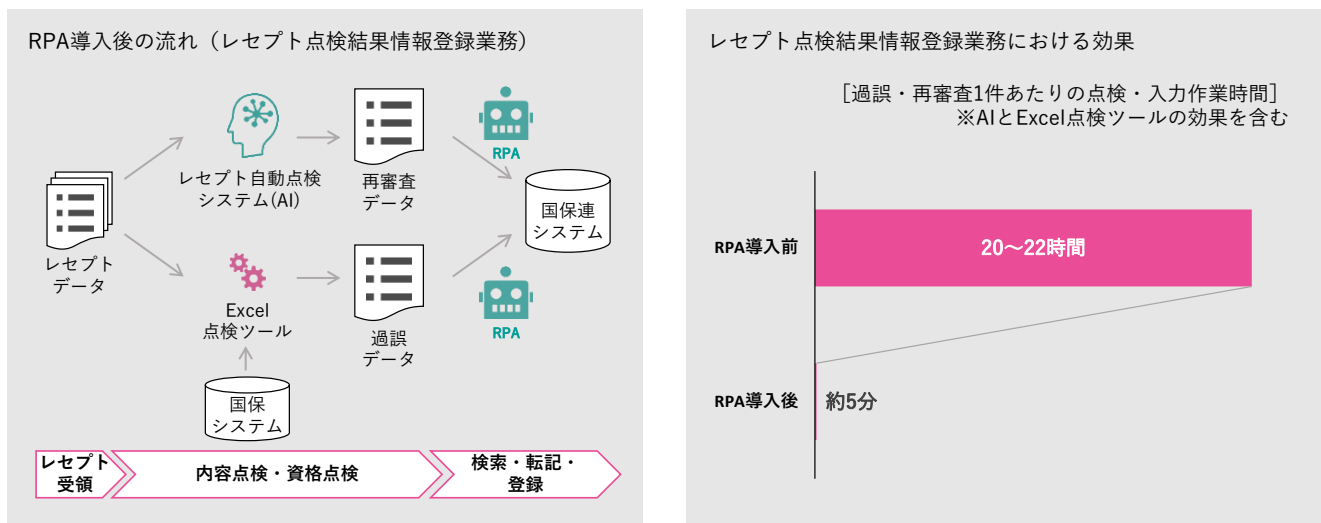 RPA導入後の流れ（レセプト点検結果情報登録業務）
レセプト
データ
レセプト自動点検
システム(AI)
再審査
データ
RPA
国保連
システム
Excel
点検ツール
過誤
データ
RPA
国保
システム
レセプト
受領
内容点検・資格点検
検索・転記・
登録
レセプト点検結果情報登録業務における効果
［過誤・再審査1件あたりの点検・入力作業時間］
※AIとExcel点検ツールの効果を含む
RPA導入前
20〜22時間
RPA導入後
約5分